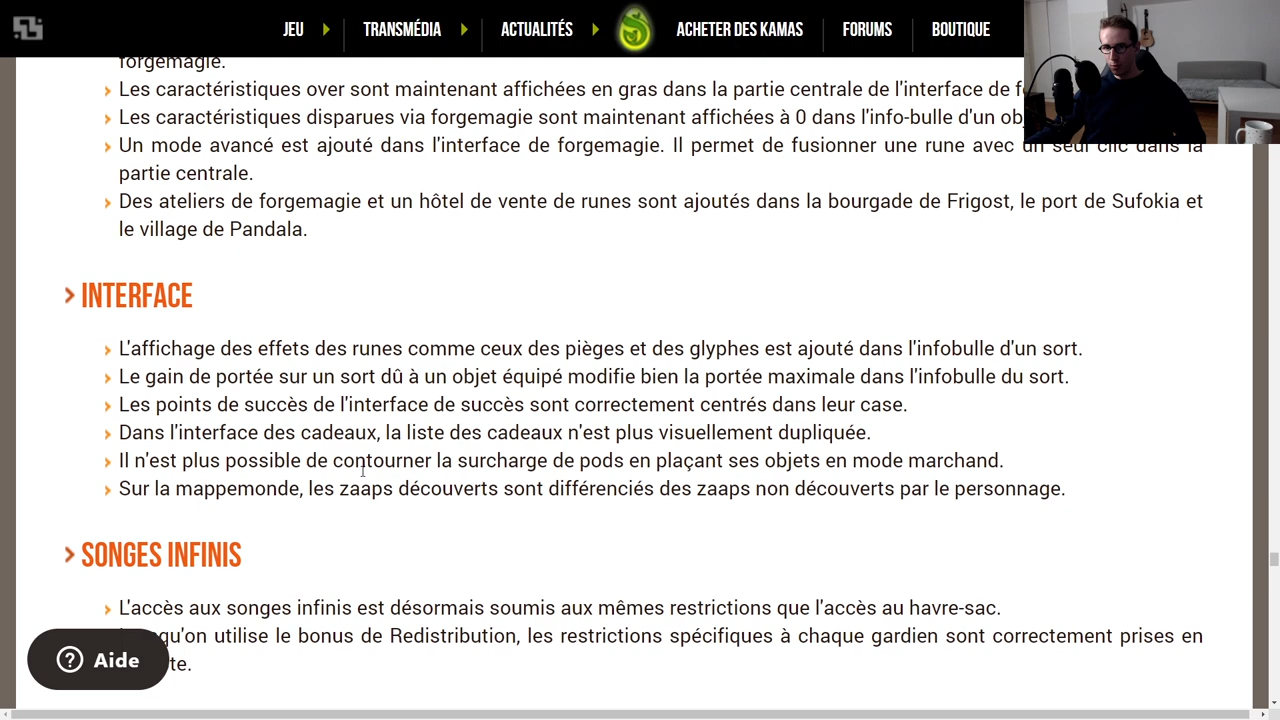 JEU TRANSMÉDIA ACTUALITÉS ACHETER DES KAMAS FORUMS BOUTIQUE
forgemagie.
Les caractéristiques over sont maintenant affichées en gras dans la partie centrale de l'interface de
Les caractéristiques disparues via forgemagie sont maintenant affichées à 0 dans l'info-bulle d'un
Un mode avancé est ajouté dans l'interface de forgemagie. Il permet de fusionner une rune avec un seul clic dans la
partie centrale.
Des ateliers de forgemagie et un hôtel de vente de runes sont ajoutés dans la bourgade de Frigost, le port de Sufokia et
le village de Pandala.
INTERFACE
L'affichage des effets des runes comme ceux des pièges et des glyphes est ajouté dans l'infobulle d'un sort.
Le gain de portée sur un sort dû à un objet équipé modifie bien la portée maximale dans l'infobulle du sort.
Les points de succès de l'interface de succès sont correctement centrés dans leur case.
Dans l'interface des cadeaux, la liste des cadeaux n'est plus visuellement dupliquée.
Il n'est plus possible de contourner la surcharge de pods en plaçant ses objets en mode marchand.
Sur la mappemonde, les zaaps découverts sont différenciés des zaaps non découverts par le personnage.
SONGES INFINIS
L'accès aux songes infinis est désormais soumis aux mêmes restrictions que l'accès au havre-sac.
utilise le bonus de Redistribution, les restrictions spécifiques à chaque gardien sont correctement prises en
Aide